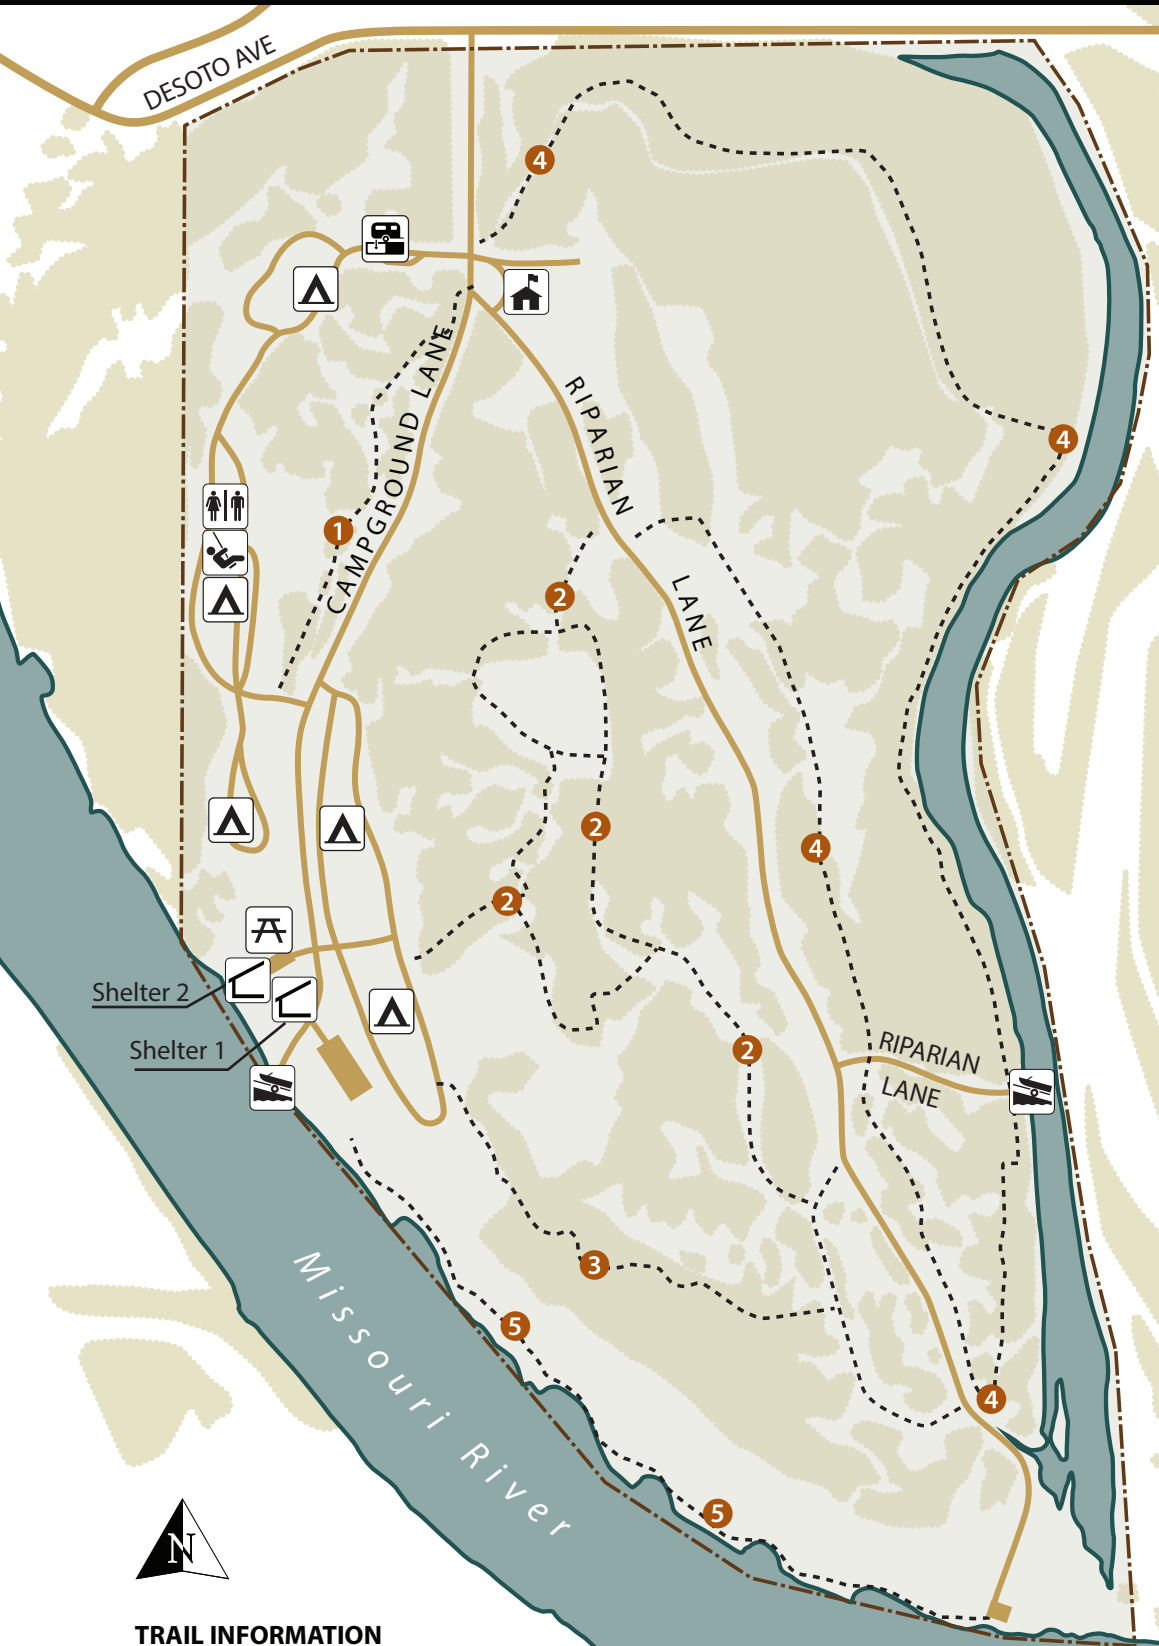 DESOTO AVE
4
4
CAMPGROUND LANE
RIPARIAN
LANE
1
2
2
4
2
Shelter 2
Shelter 1
2
RIPARIAN
LANE
3
5
4
5
Missouri River
N
TRAIL INFORMATION